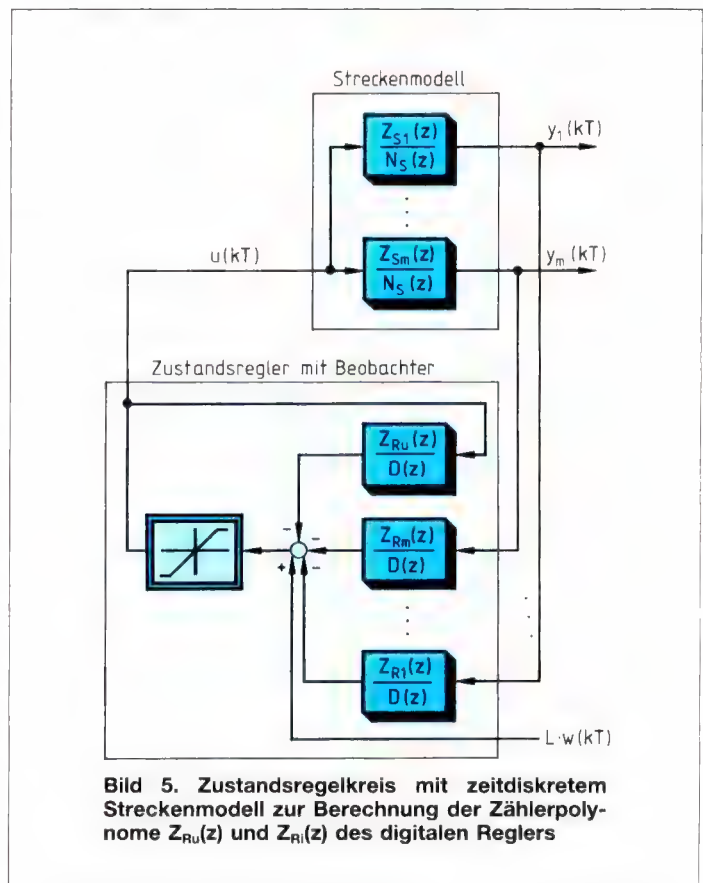 Streckenmodell
Z_S1(z)
N_S(z)
y_1(kT)
Z_Sm(z)
N_S(z)
u(kT)
y_m(kT)
Zustandsregler mit Beobachter
Z_Ru(z)
D(z)
Z_Rm(z)
D(z)
Z_R1(z)
D(z)
L·w(kT)
Bild 5. Zustandsregelkreis mit zeitdiskretem
Streckenmodell zur Berechnung der Zählerpoly-
nome Z_Ru(z) und Z_Ri(z) des digitalen Reglers